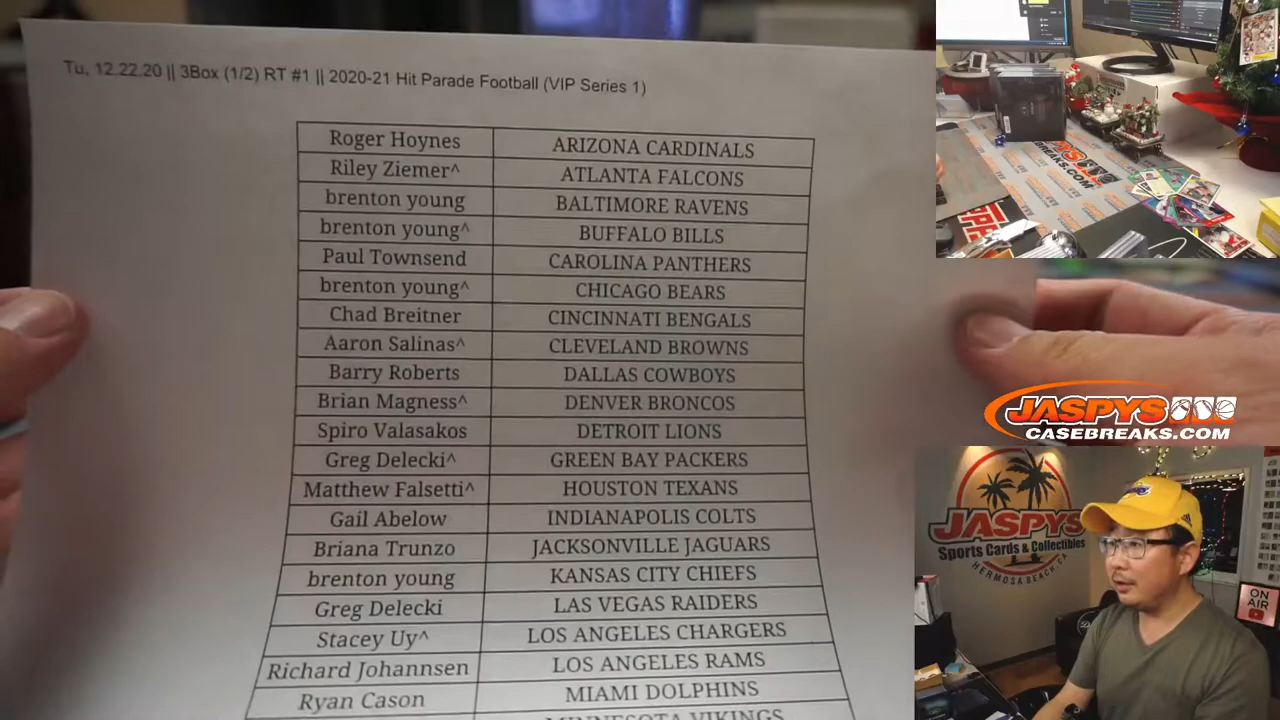 Tu, 12.22.20 || 3Box (1/2) RT #1 || 2020-21 Hit Parade Football (VIP Series 1)
Roger Hoynes ARIZONA CARDINALS
Riley Ziemer^ ATLANTA FALCONS
brenton young BALTIMORE RAVENS
brenton young^ BUFFALO BILLS
Paul Townsend CAROLINA PANTHERS
brenton young^ CHICAGO BEARS
Chad Breitner CINCINNATI BENGALS
Aaron Salinas^ CLEVELAND BROWNS
Barry Roberts DALLAS COWBOYS
Brian Magness^ DENVER BRONCOS
Spiro Valasakos DETROIT LIONS
Greg Delecki^ GREEN BAY PACKERS
Matthew Falsetti^ HOUSTON TEXANS
Gail Abelow INDIANAPOLIS COLTS
Briana Trunzo JACKSONVILLE JAGUARS
brenton young KANSAS CITY CHIEFS
Greg Delecki LAS VEGAS RAIDERS
Stacey Uy^ LOS ANGELES CHARGERS
Richard Johannsen LOS ANGELES RAMS
Ryan Cason MIAMI DOLPHINS
MINNESOTA VIKINGS
JASPYS
CASEBREAKS.COM
JASPYS
Sports Cards & Collectibles
HERMOSA BEACH, CA
ON
AIR